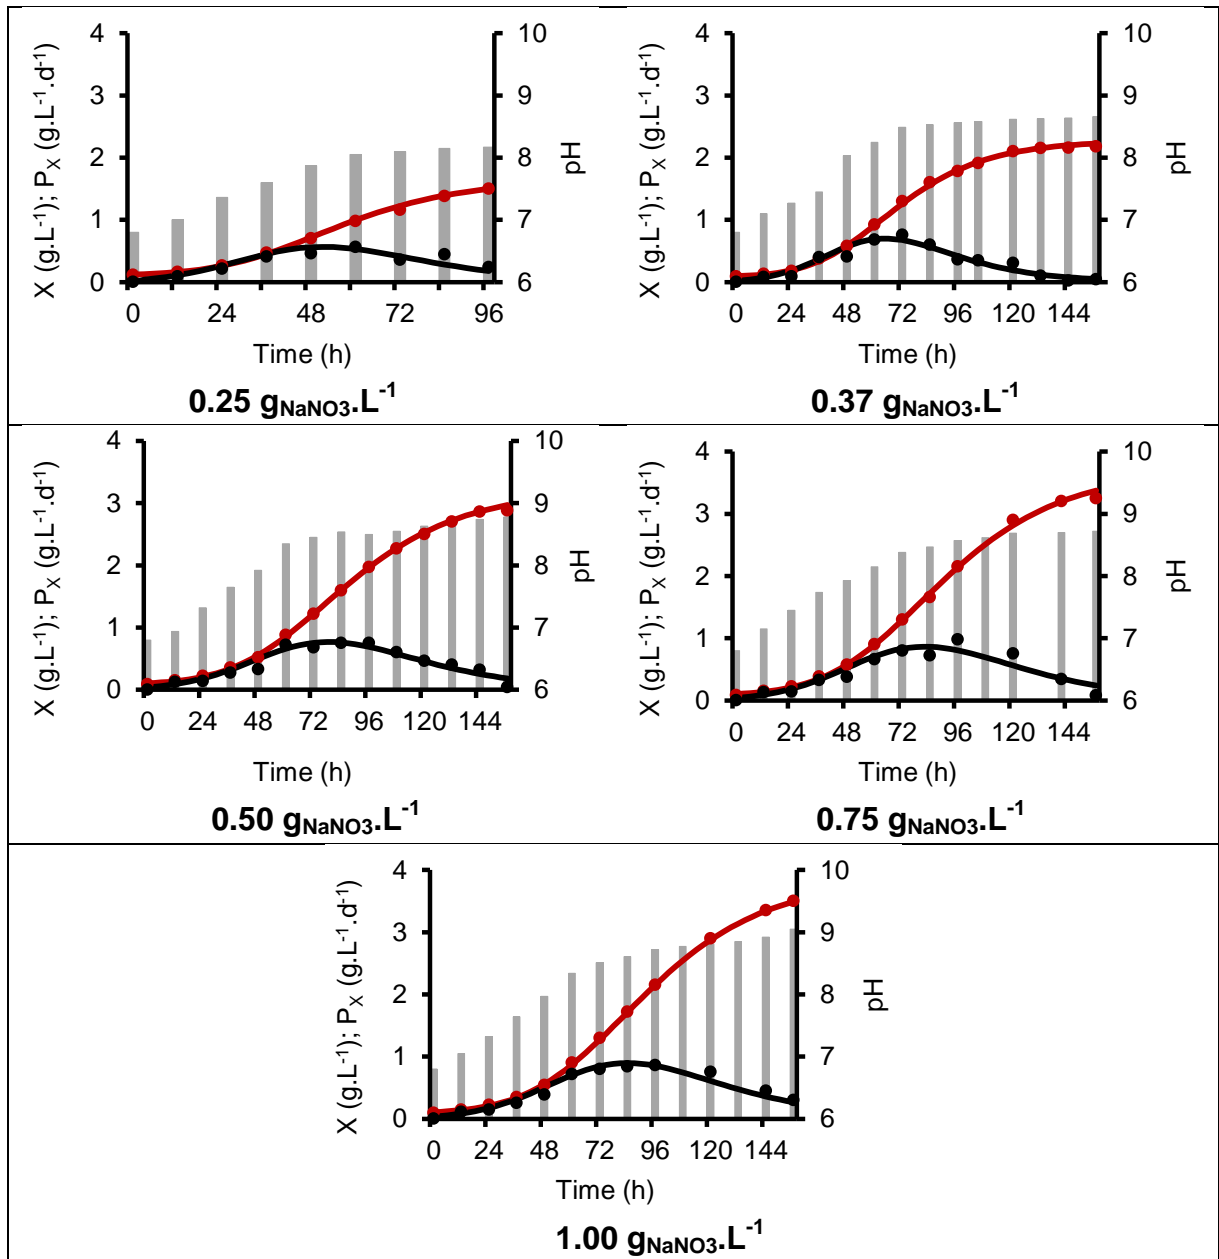 4 3 2 1 0
X (g.L⁻¹); Pₓ (g.L⁻¹.d⁻¹)
10 9 8 7 6
pH
0 24 48 72 96
Time (h)
0.25 gNaNO3.L⁻¹
4 3 2 1 0
X (g.L⁻¹); Pₓ (g.L⁻¹.d⁻¹)
10 9 8 7 6
pH
0 24 48 72 96 120 144
Time (h)
0.37 gNaNO3.L⁻¹
4 3 2 1 0
X (g.L⁻¹); Pₓ (g.L⁻¹.d⁻¹)
10 9 8 7 6
pH
0 24 48 72 96 120 144
Time (h)
0.50 gNaNO3.L⁻¹
4 3 2 1 0
X (g.L⁻¹); Pₓ (g.L⁻¹.d⁻¹)
10 9 8 7 6
pH
0 24 48 72 96 120 144
Time (h)
0.75 gNaNO3.L⁻¹
4 3 2 1 0
X (g.L⁻¹); Pₓ (g.L⁻¹.d⁻¹)
10 9 8 7 6
pH
0 24 48 72 96 120 144
Time (h)
1.00 gNaNO3.L⁻¹